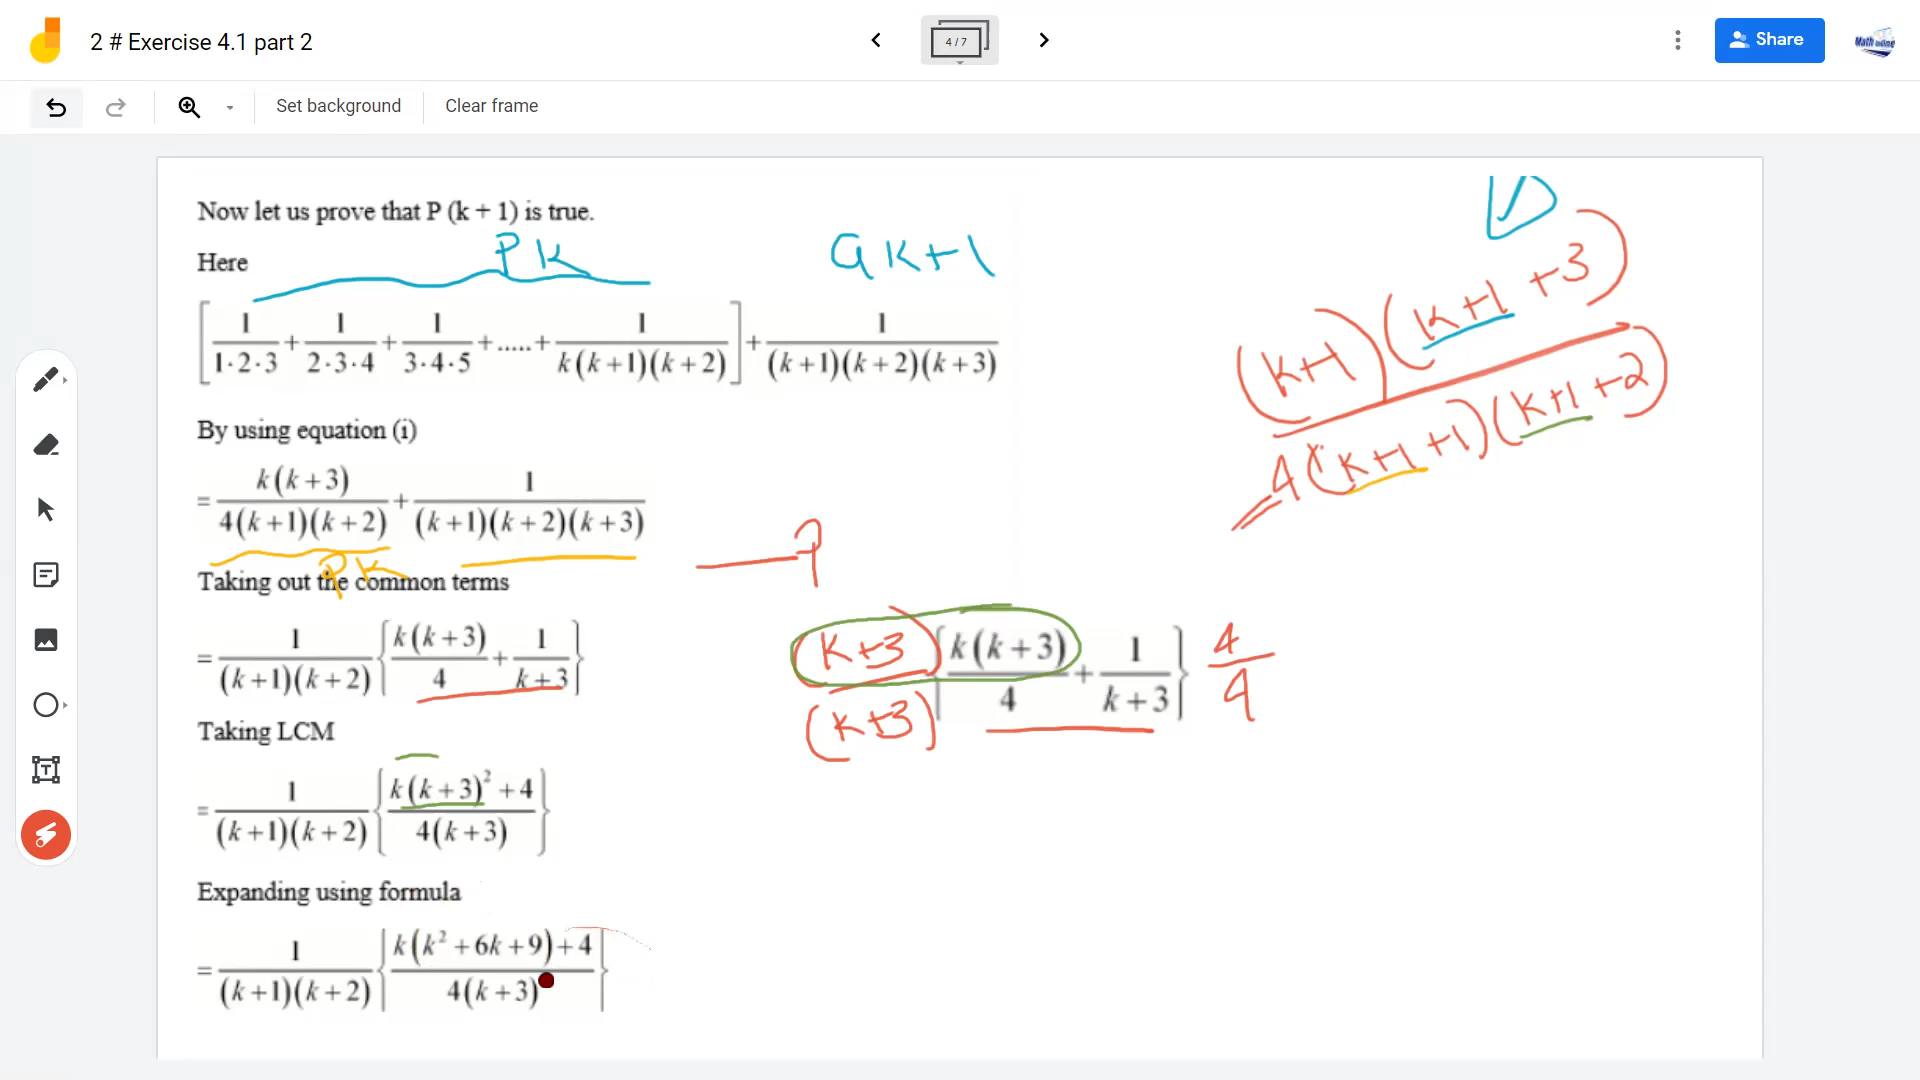 2 # Exercise 4.1 part 2
4 / 7
Share
Math online
Set background
Clear frame
Now let us prove that P (k + 1) is true.
Here
PK
ak+1
[1/(1·2·3) + 1/(2·3·4) + 1/(3·4·5) + ..... + 1/(k(k+1)(k+2))] + 1/((k+1)(k+2)(k+3))
(k+1)(k+1+3)
4(k+1+1)(k+1+2)
By using equation (i)
= k(k+3)/(4(k+1)(k+2)) + 1/((k+1)(k+2)(k+3))
PK
?
Taking out the common terms
= 1/((k+1)(k+2)) {k(k+3)/4 + 1/(k+3)}
(k+3)/(k+3) {k(k+3)/4 + 1/(k+3)} 4/4
Taking LCM
= 1/((k+1)(k+2)) {(k(k+3)² + 4)/(4(k+3))}
Expanding using formula
= 1/((k+1)(k+2)) {(k(k² + 6k + 9) + 4)/(4(k+3))}